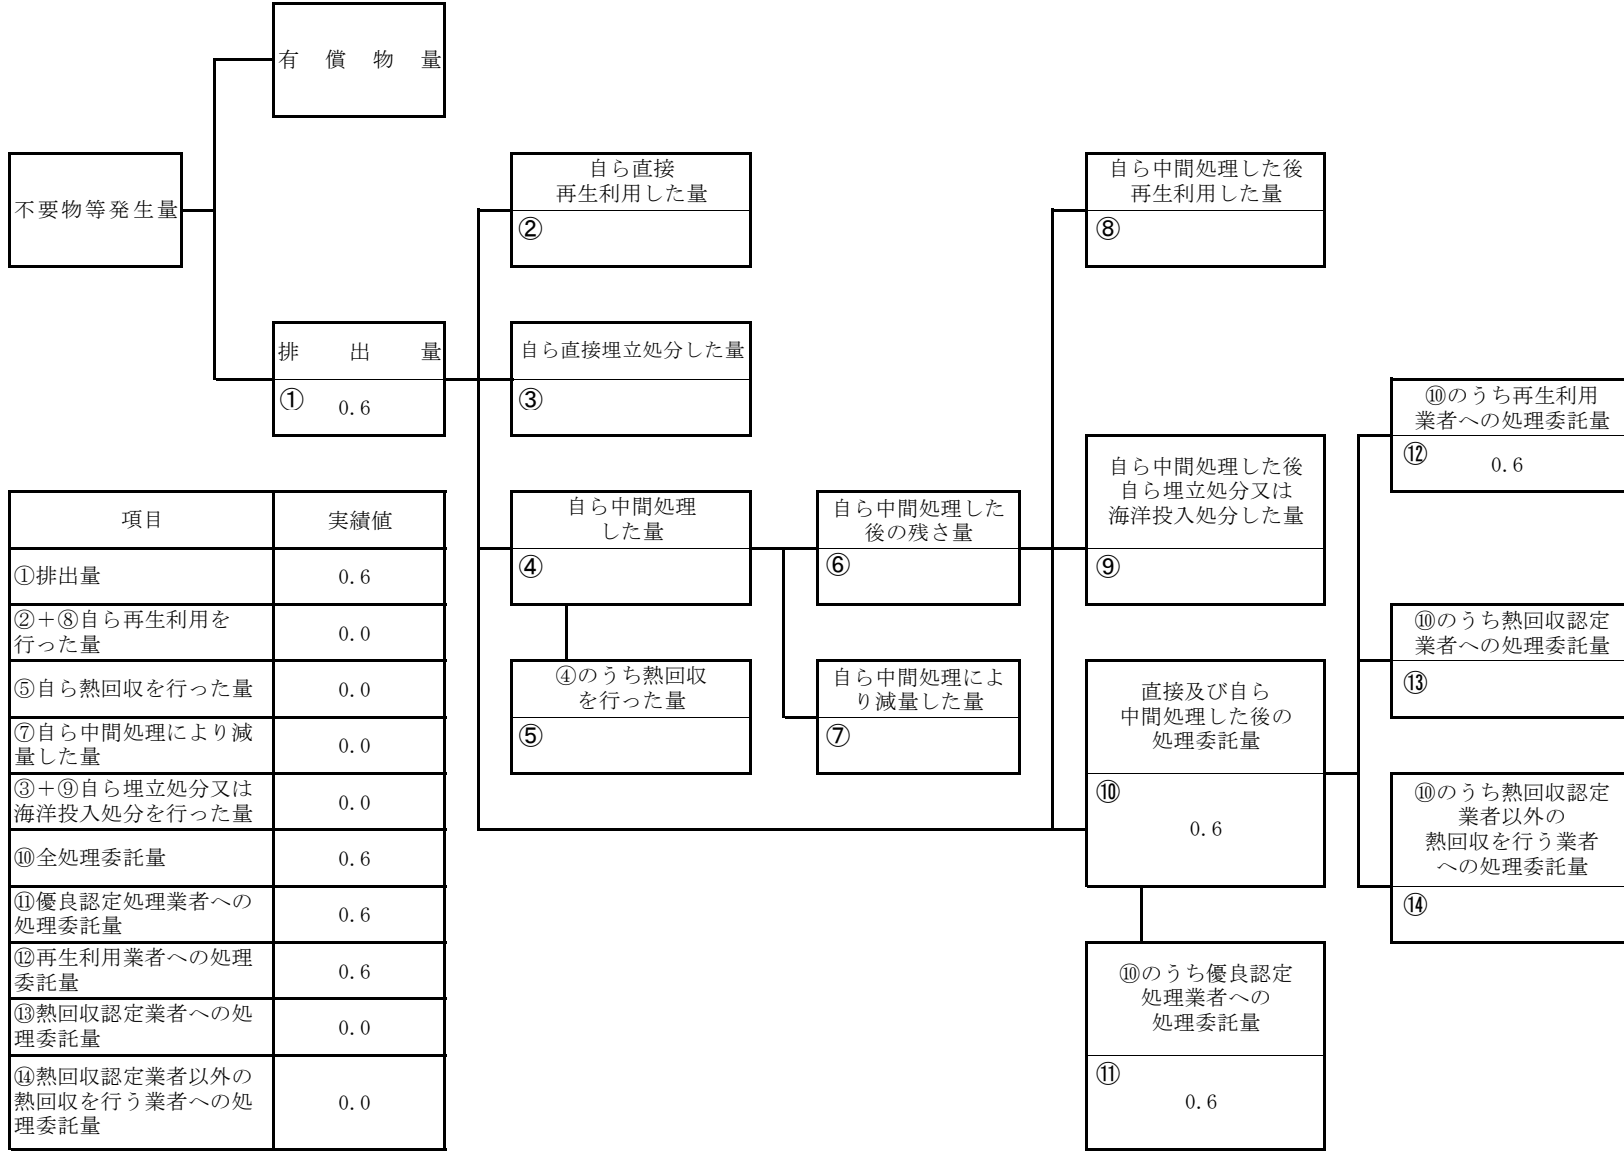 有償物量
不要物等発生量
排出量
① 0.6
自ら直接
再生利用した量
②
自ら直接埋立処分した量
③
自ら中間処理
した量
④
④のうち熱回収
を行った量
⑤
自ら中間処理した
後の残さ量
⑥
自ら中間処理によ
り減量した量
⑦
自ら中間処理した後
再生利用した量
⑧
自ら中間処理した後
自ら埋立処分又は
海洋投入処分した量
⑨
直接及び自ら
中間処理した後の
処理委託量
⑩
0.6
⑩のうち優良認定
処理業者への
処理委託量
⑪
0.6
⑩のうち再生利用
業者への処理委託量
⑫ 0.6
⑩のうち熱回収認定
業者への処理委託量
⑬
⑩のうち熱回収認定
業者以外の
熱回収を行う業者
への処理委託量
⑭
項目 実績値
①排出量 0.6
②＋⑧自ら再生利用を
行った量 0.0
⑤自ら熱回収を行った量 0.0
⑦自ら中間処理により減
量した量 0.0
③＋⑨自ら埋立処分又は
海洋投入処分を行った量 0.0
⑩全処理委託量 0.6
⑪優良認定処理業者への
処理委託量 0.6
⑫再生利用業者への処理
委託量 0.6
⑬熱回収認定業者への処
理委託量 0.0
⑭熱回収認定業者以外の
熱回収を行う業者への処
理委託量 0.0